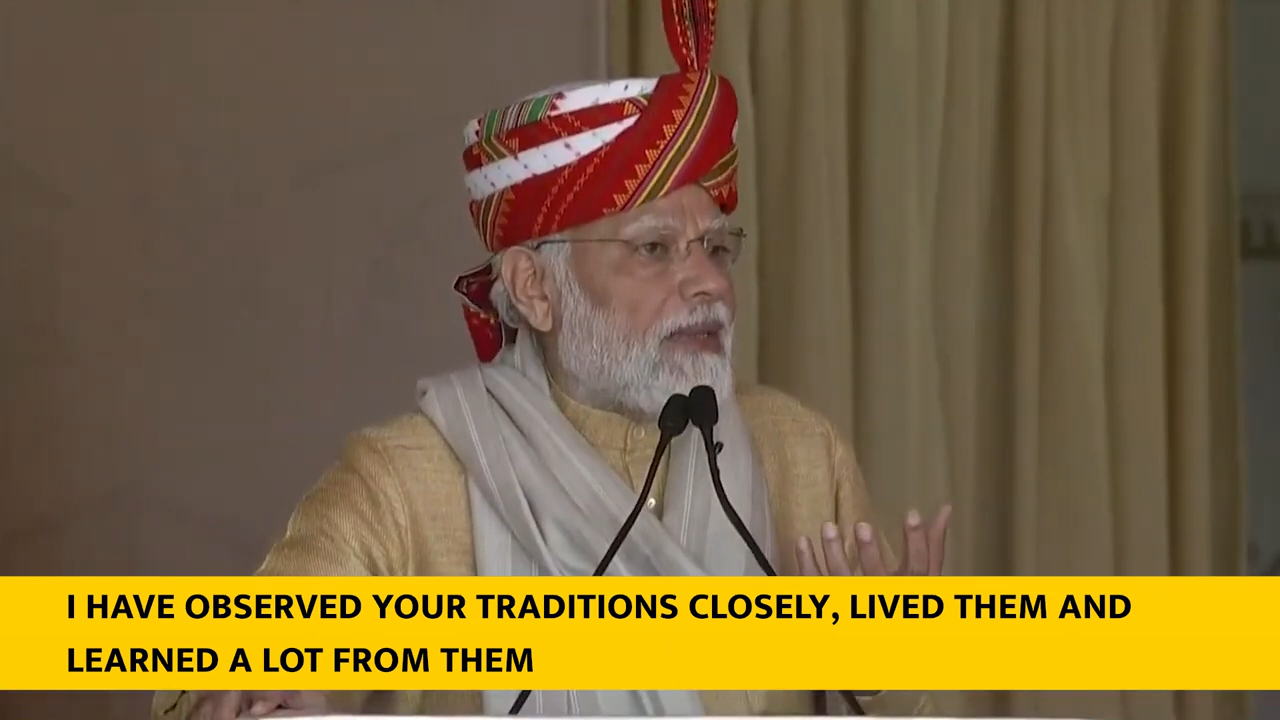 I HAVE OBSERVED YOUR TRADITIONS CLOSELY, LIVED THEM AND
LEARNED A LOT FROM THEM